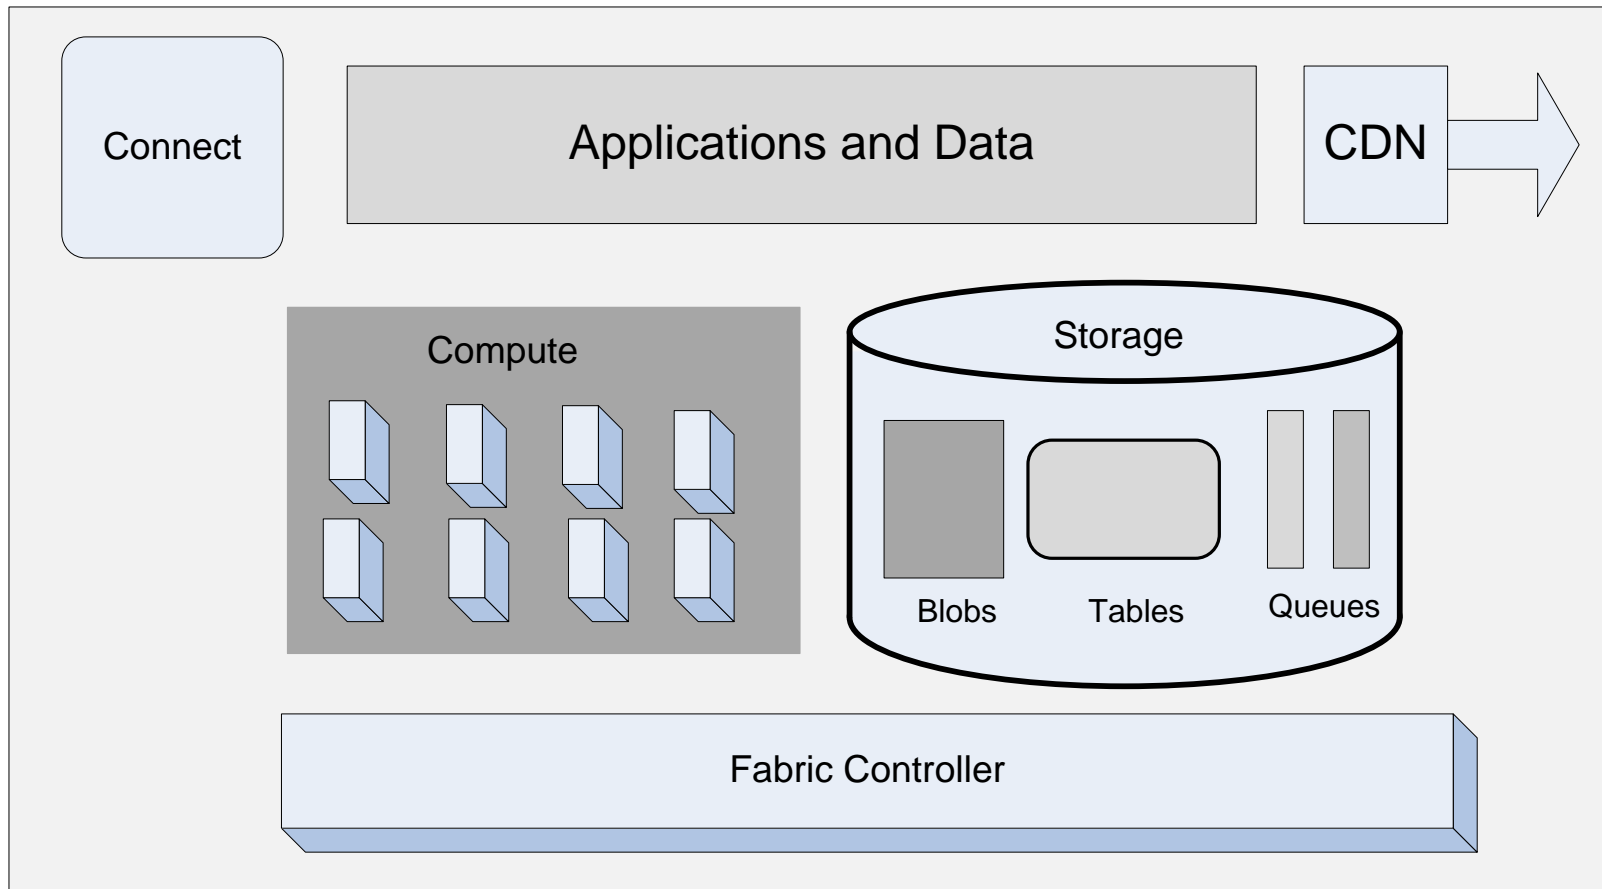 Connect
Applications and Data
CDN
Compute
Storage
Blobs
Tables
Queues
Fabric Controller